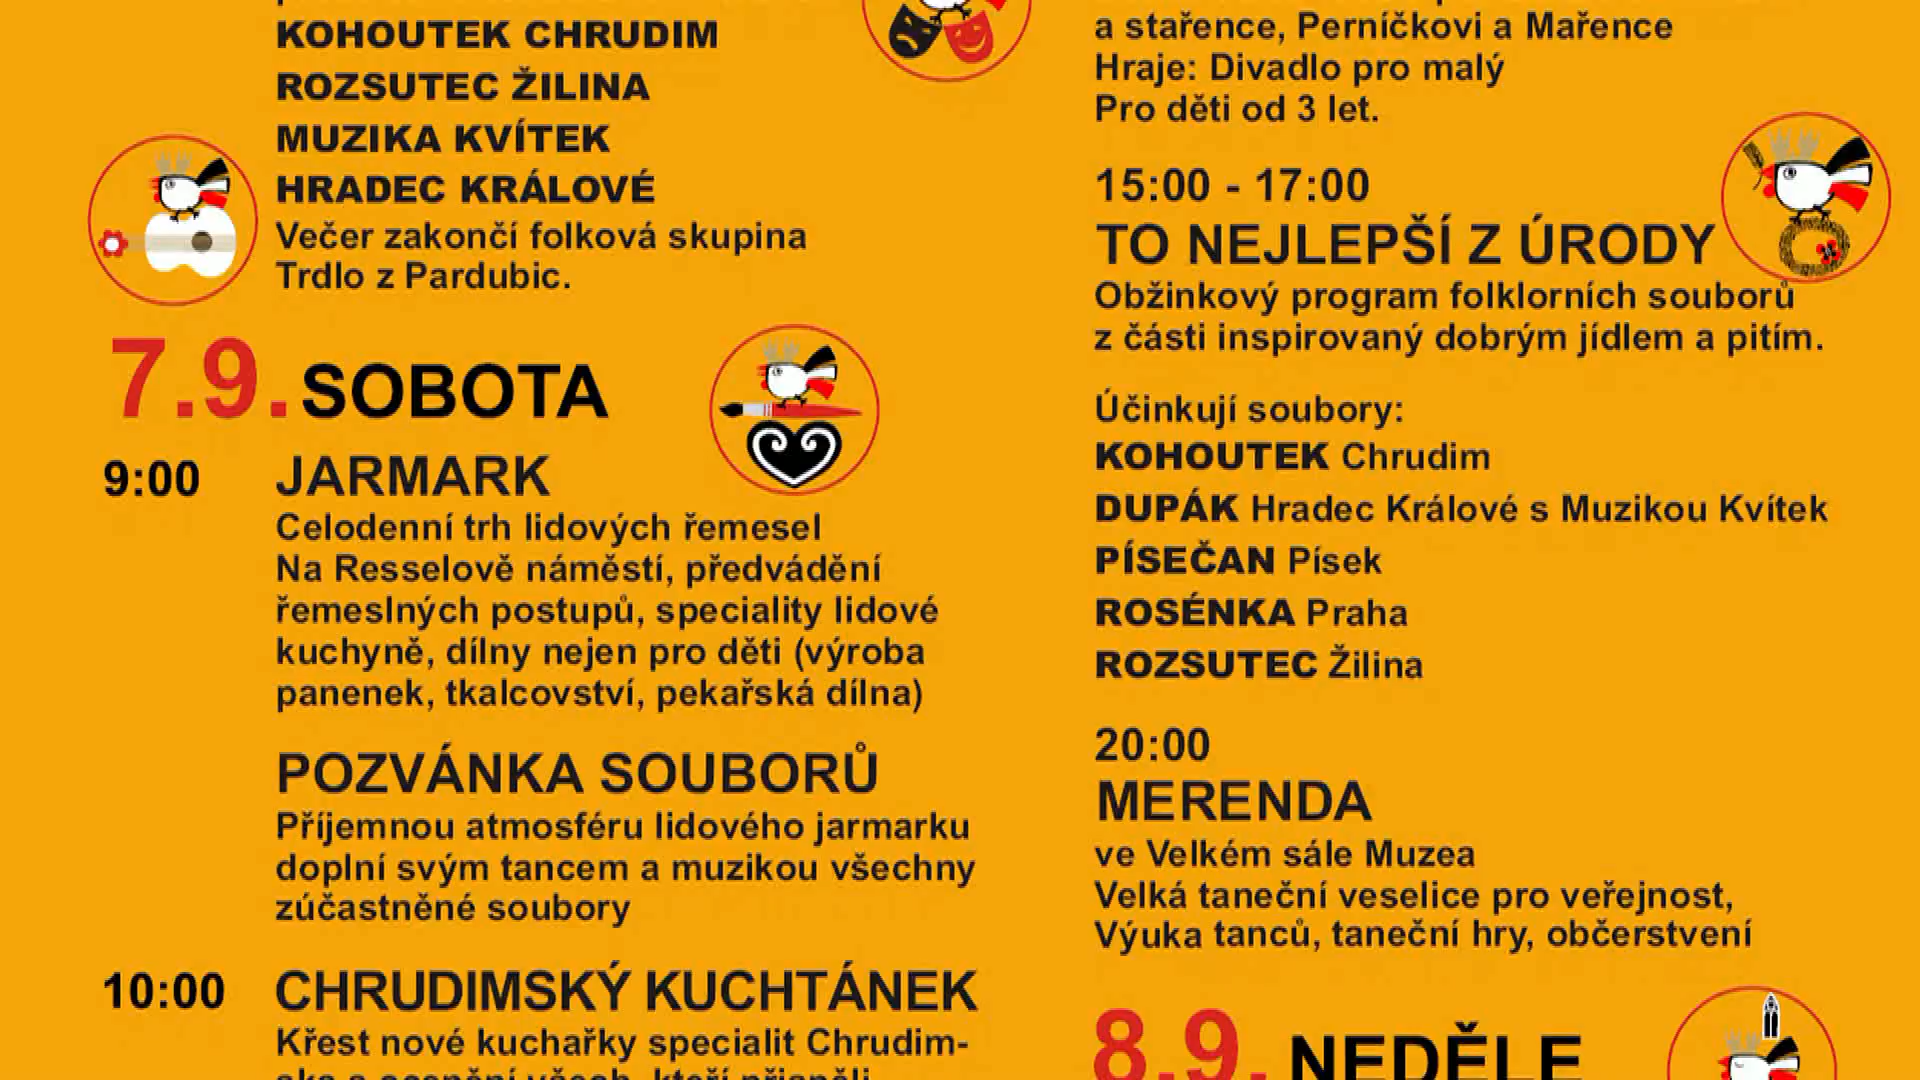 KOHOUTEK CHRUDIM
ROZSUTEC ŽILINA
MUZIKA KVÍTEK
HRADEC KRÁLOVÉ
Večer zakončí folková skupina
Trdlo z Pardubic.
7.9. SOBOTA
9:00 JARMARK
Celodenní trh lidových řemesel
Na Resselově náměstí, předvádění
řemeslných postupů, speciality lidové
kuchyně, dílny nejen pro děti (výroba
panenek, tkalcovství, pekařská dílna)
POZVÁNKA SOUBORŮ
Příjemnou atmosféru lidového jarmarku
doplní svým tancem a muzikou všechny
zúčastněné soubory
10:00 CHRUDIMSKÝ KUCHTÁNEK
Křest nové kuchařky specialit Chrudim-
ska a ocenění všech, kteří přispěli
a stařence, Perníčkovi a Mařence
Hraje: Divadlo pro malý
Pro děti od 3 let.
15:00 - 17:00
TO NEJLEPŠÍ Z ÚRODY
Obžinkový program folklorních souborů
z části inspirovaný dobrým jídlem a pitím.
Účinkují soubory:
KOHOUTEK Chrudim
DUPÁK Hradec Králové s Muzikou Kvítek
PÍSEČAN Písek
ROSÉNKA Praha
ROZSUTEC Žilina
20:00
MERENDA
ve Velkém sále Muzea
Velká taneční veselice pro veřejnost,
Výuka tanců, taneční hry, občerstvení
8.9. NEDĚLE